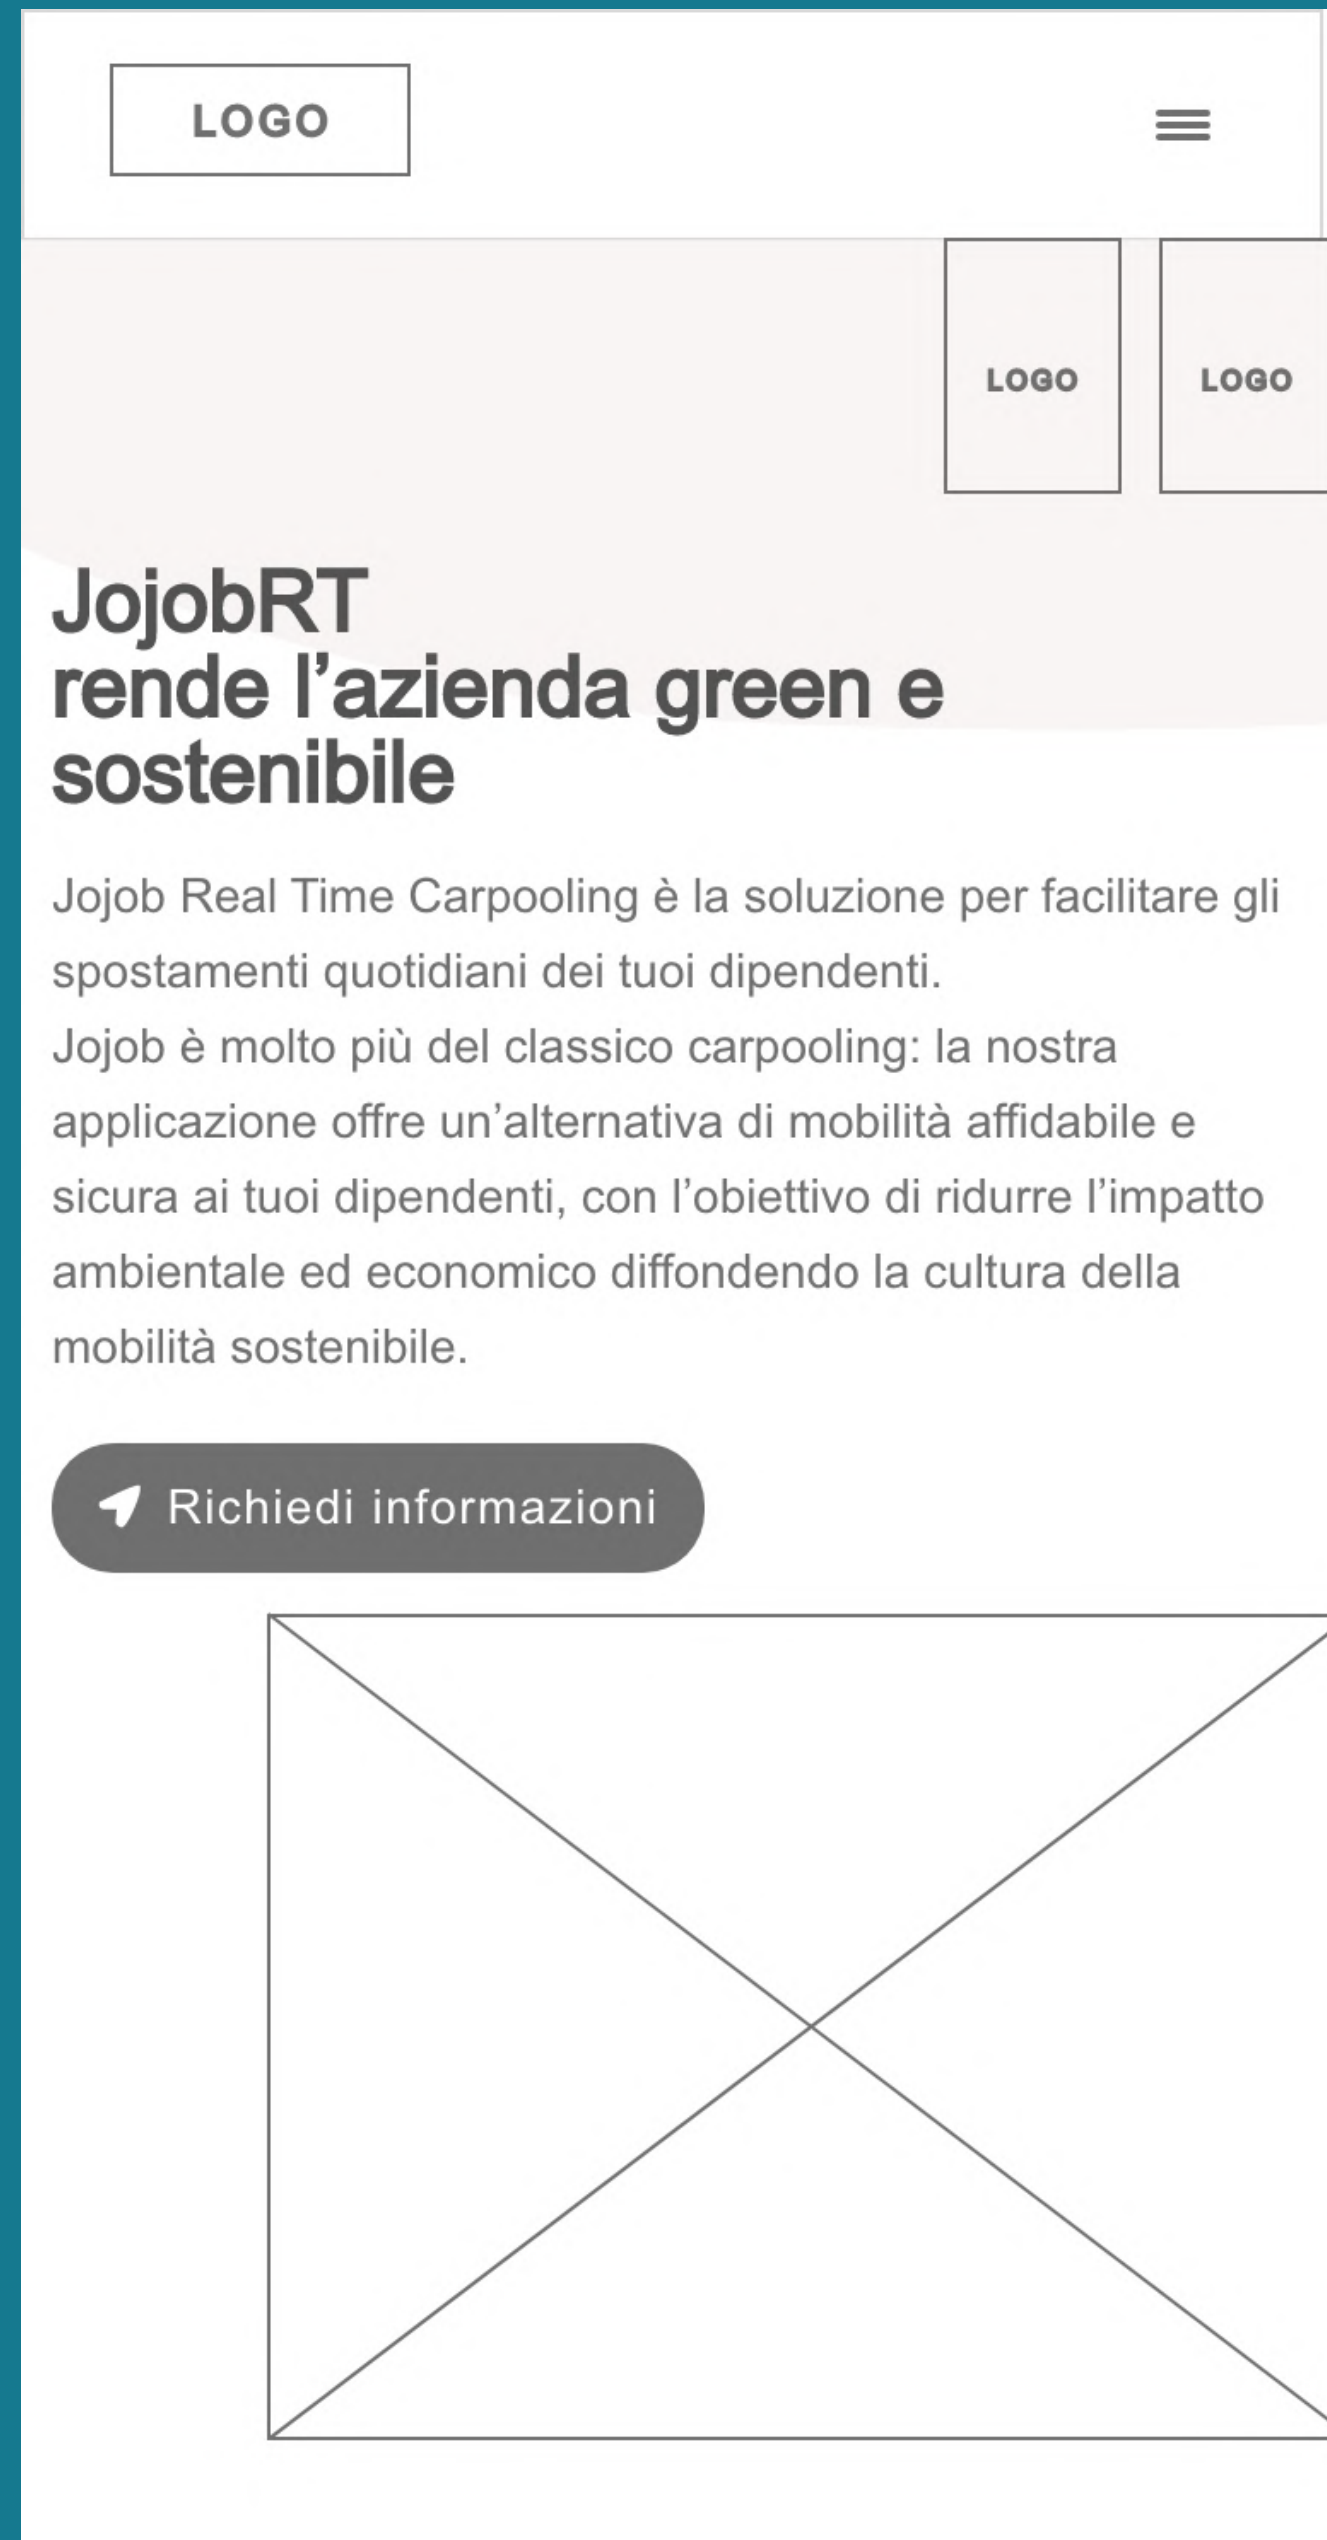 LOGO
LOGO
LOGO
JojobRT
rende l’azienda green e
sostenibile
Jojob Real Time Carpooling è la soluzione per facilitare gli
spostamenti quotidiani dei tuoi dipendenti.
Jojob è molto più del classico carpooling: la nostra
applicazione offre un’alternativa di mobilità affidabile e
sicura ai tuoi dipendenti, con l’obiettivo di ridurre l’impatto
ambientale ed economico diffondendo la cultura della
mobilità sostenibile.
Richiedi informazioni